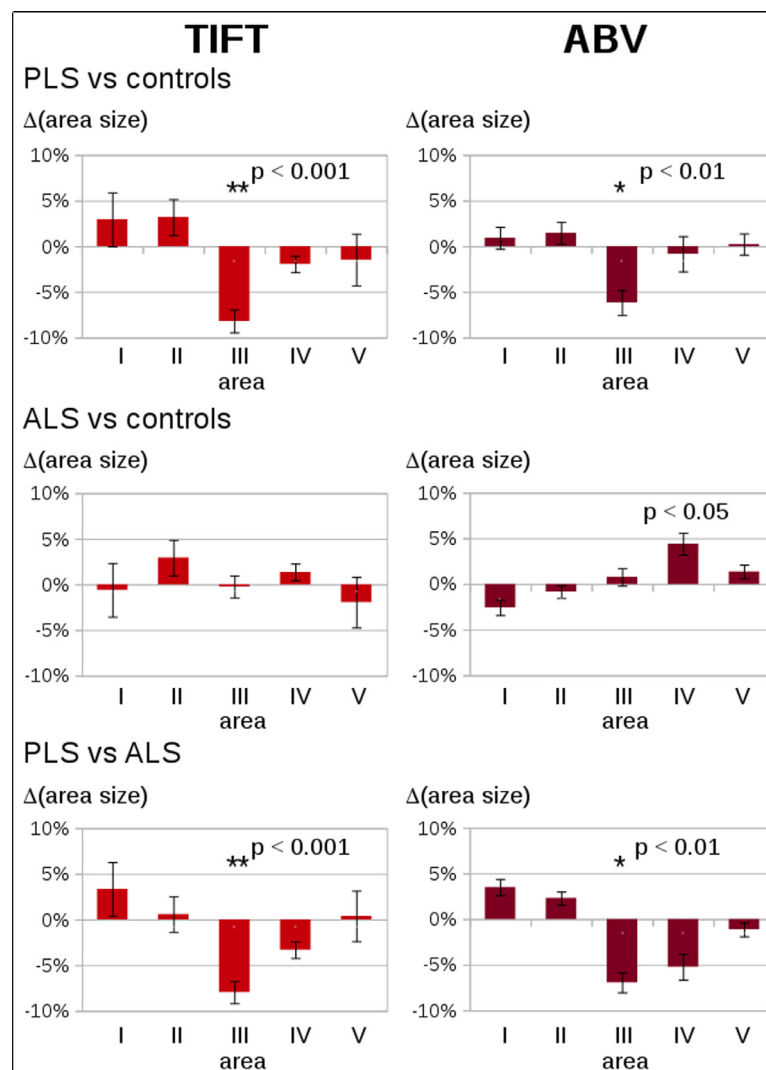 TIFT ABV
PLS vs controls
Δ(area size) Δ(area size)
10% ** p < 0.001 10% * p < 0.01
5% 5%
0% 0%
-5% -5%
-10% -10%
I II III IV V I II III IV V
area area
ALS vs controls
Δ(area size) Δ(area size)
10% 10% p < 0.05
5% 5%
0% 0%
-5% -5%
-10% -10%
I II III IV V I II III IV V
area area
PLS vs ALS
Δ(area size) Δ(area size)
10% ** p < 0.001 10% * p < 0.01
5% 5%
0% 0%
-5% -5%
-10% -10%
I II III IV V I II III IV V
area area